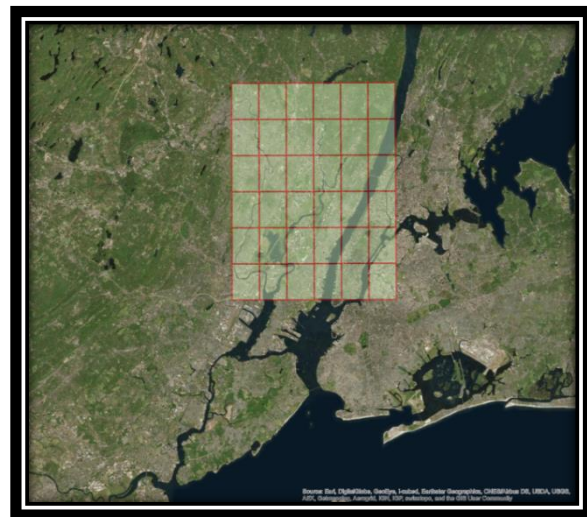 Source: Esri, DigitalGlobe, GeoEye, i-cubed, Earthstar Geographics, CNES/Airbus DS, USDA, USGS,
AEX, Getmapping, Aerogrid, IGN, IGP, swisstopo, and the GIS User Community